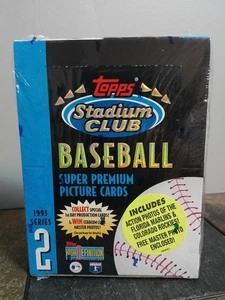 Topps
Stadium
CLUB
BASEBALL
SUPER PREMIUM
PICTURE CARDS
COLLECT SPECIAL
1st DAY PRODUCTION CARDS!
& WIN STADIUM CLUB
MASTER PHOTOS!
INCLUDES
ACTION PHOTOS OF THE
FLORIDA MARLINS &
COLORADO ROCKIES!
FREE MASTER PHOTO
ENCLOSED!
1993
SERIES
2
Topps